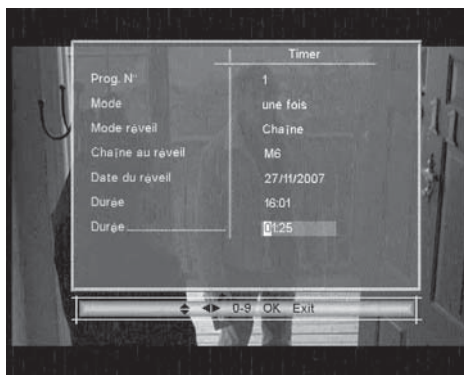 Timer
Prog. N° 1
Mode une fois
Mode réveil Chaîne
Chaîne au réveil M6
Date du réveil 27/11/2007
Durée 16:01
Durée 01:25
0-9 OK Exit